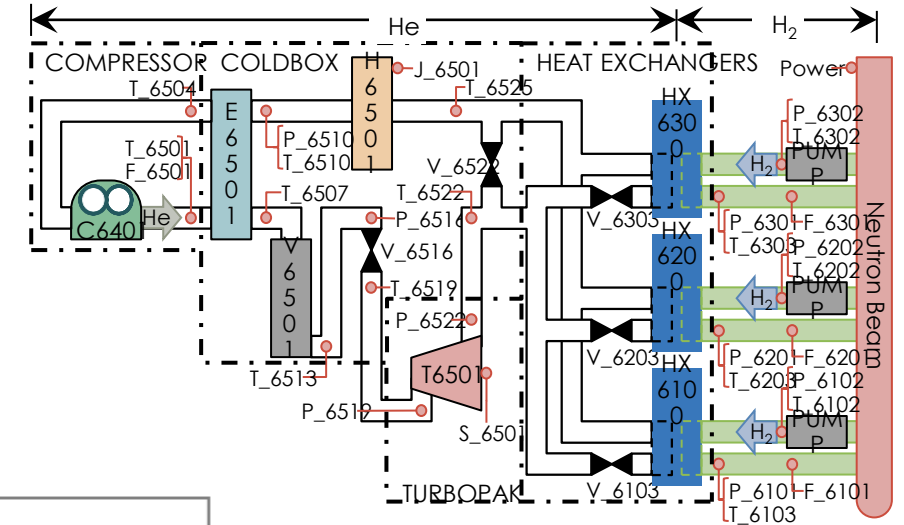 He
H2
COMPRESSOR
COLDBOX
HEAT EXCHANGERS
H
6
5
0
1
J_6501
Power
T_6504
T_6525
E
6
5
0
1
P_6510
T_6510
HX
630
0
P_6302
T_6302
T_6501
F_6501
V_6522
H2
PUM
P
T_6507
T_6522
He
C640
P_6516
V_6303
P_6301
T_6303
F_6301
V
6
5
0
1
V_6516
HX
620
0
P_6202
T_6202
T_6519
H2
PUM
P
P_6522
Neutron Beam
T_6513
T6501
V_6203
P_6201
T_6203
F_6201
HX
610
0
P_6102
T_6102
P_6519
S_6501
H2
PUM
P
TURBOPAK
V_6103
P_6101
T_6103
F_6101